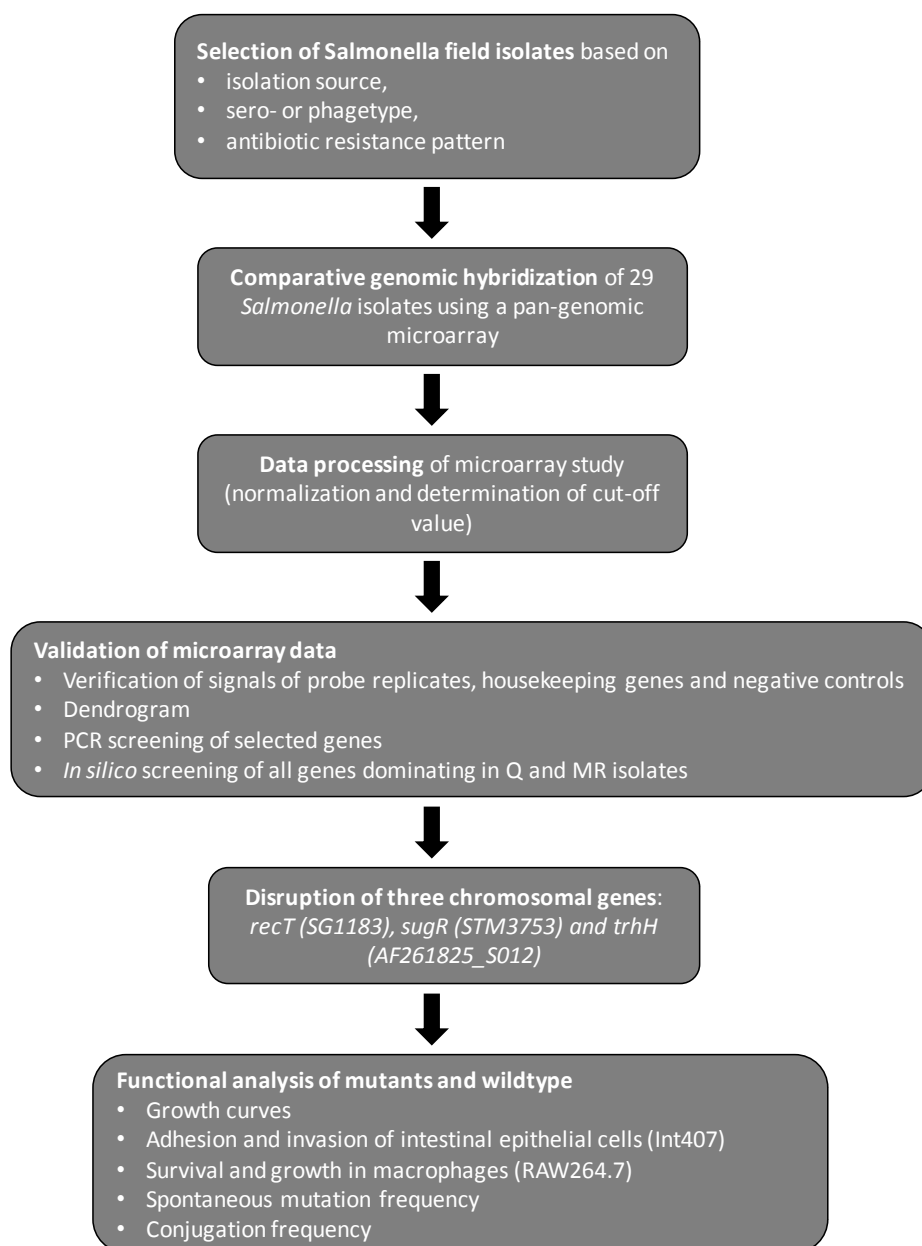 Selection of Salmonella field isolates based on
• isolation source,
• sero- or phagetype,
• antibiotic resistance pattern
Comparative genomic hybridization of 29
Salmonella isolates using a pan-genomic
microarray
Data processing of microarray study
(normalization and determination of cut-off
value)
Validation of microarray data
• Verification of signals of probe replicates, housekeeping genes and negative controls
• Dendrogram
• PCR screening of selected genes
• In silico screening of all genes dominating in Q and MR isolates
Disruption of three chromosomal genes:
recT (SG1183), sugR (STM3753) and trhH
(AF261825_S012)
Functional analysis of mutants and wildtype
• Growth curves
• Adhesion and invasion of intestinal epithelial cells (Int407)
• Survival and growth in macrophages (RAW264.7)
• Spontaneous mutation frequency
• Conjugation frequency